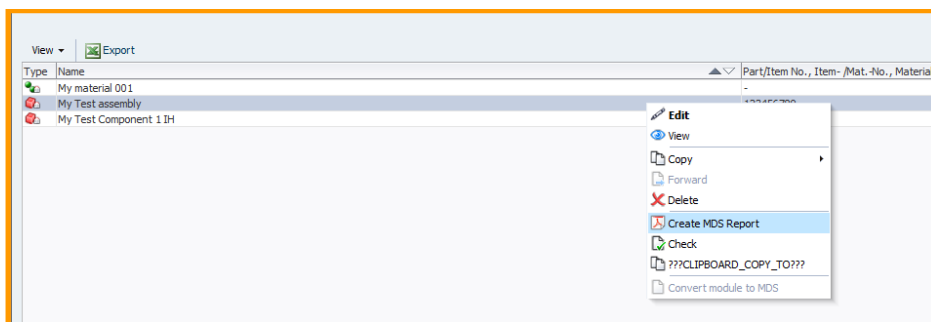 View Export
Type Name Part/Item No., Item- /Mat.-No., Material
My material 001 -
My Test assembly
My Test Component 1 IH
Edit
View
Copy
Forward
Delete
Create MDS Report
Check
???CLIPBOARD_COPY_TO???
Convert module to MDS